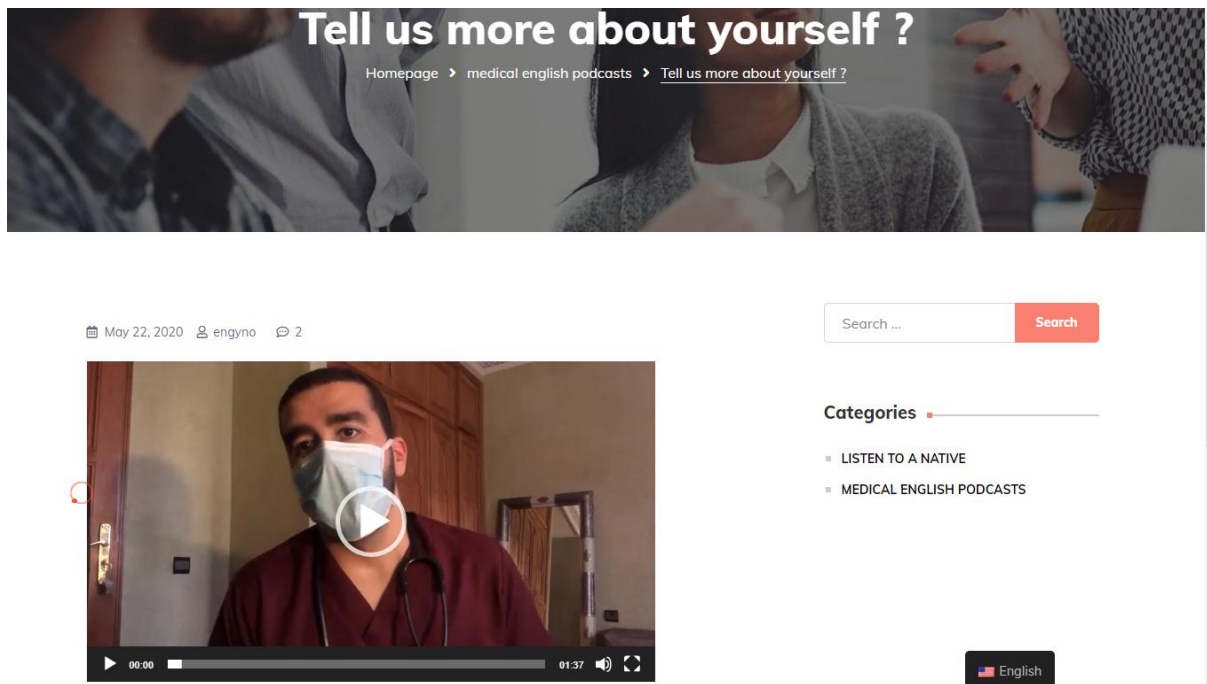 Tell us more about yourself ?
Homepage > medical english podcasts > Tell us more about yourself ?
May 22, 2020 engyno 2
Search ...
Search
Categories
LISTEN TO A NATIVE
MEDICAL ENGLISH PODCASTS
00:00
01:37
English